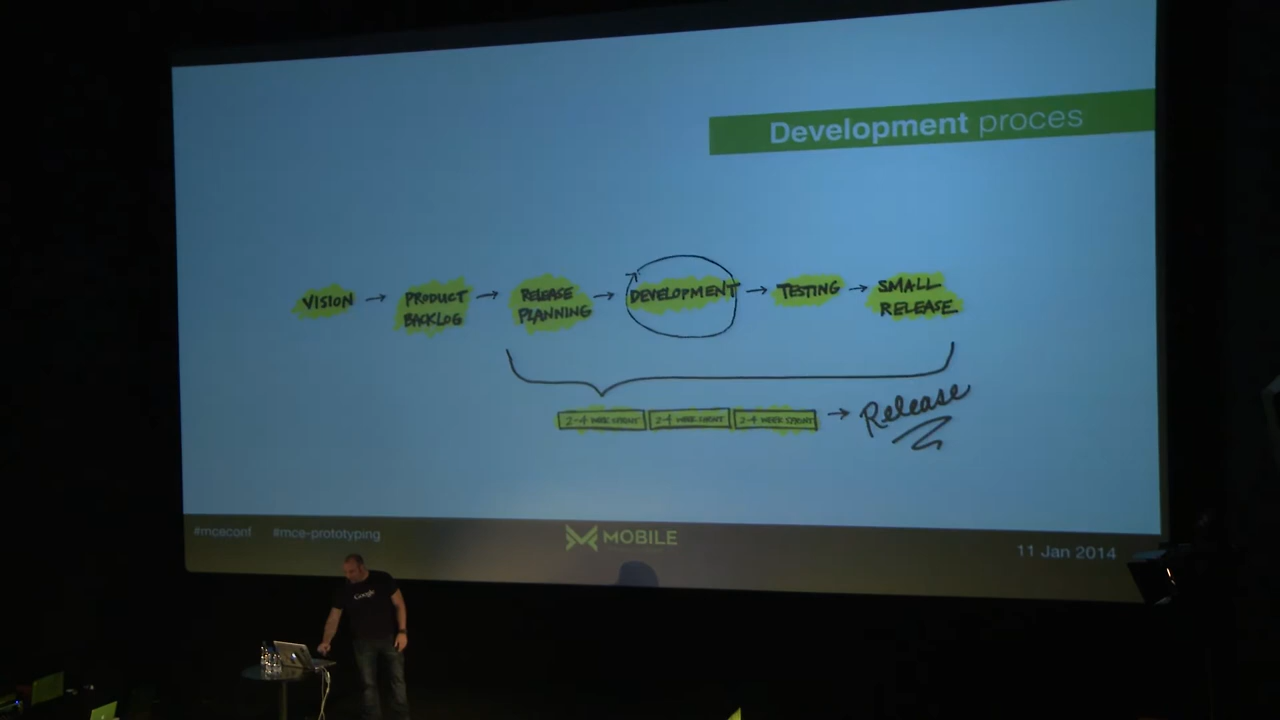 Development proces
VISION → PRODUCT BACKLOG → RELEASE PLANNING → DEVELOPMENT → TESTING → SMALL RELEASE
2-4 WEEK SPRINT 2-4 WEEK SPRINT 2-4 WEEK SPRINT → Release
#mceconf #mce-prototyping
MOBILE
11 Jan 2014
Google